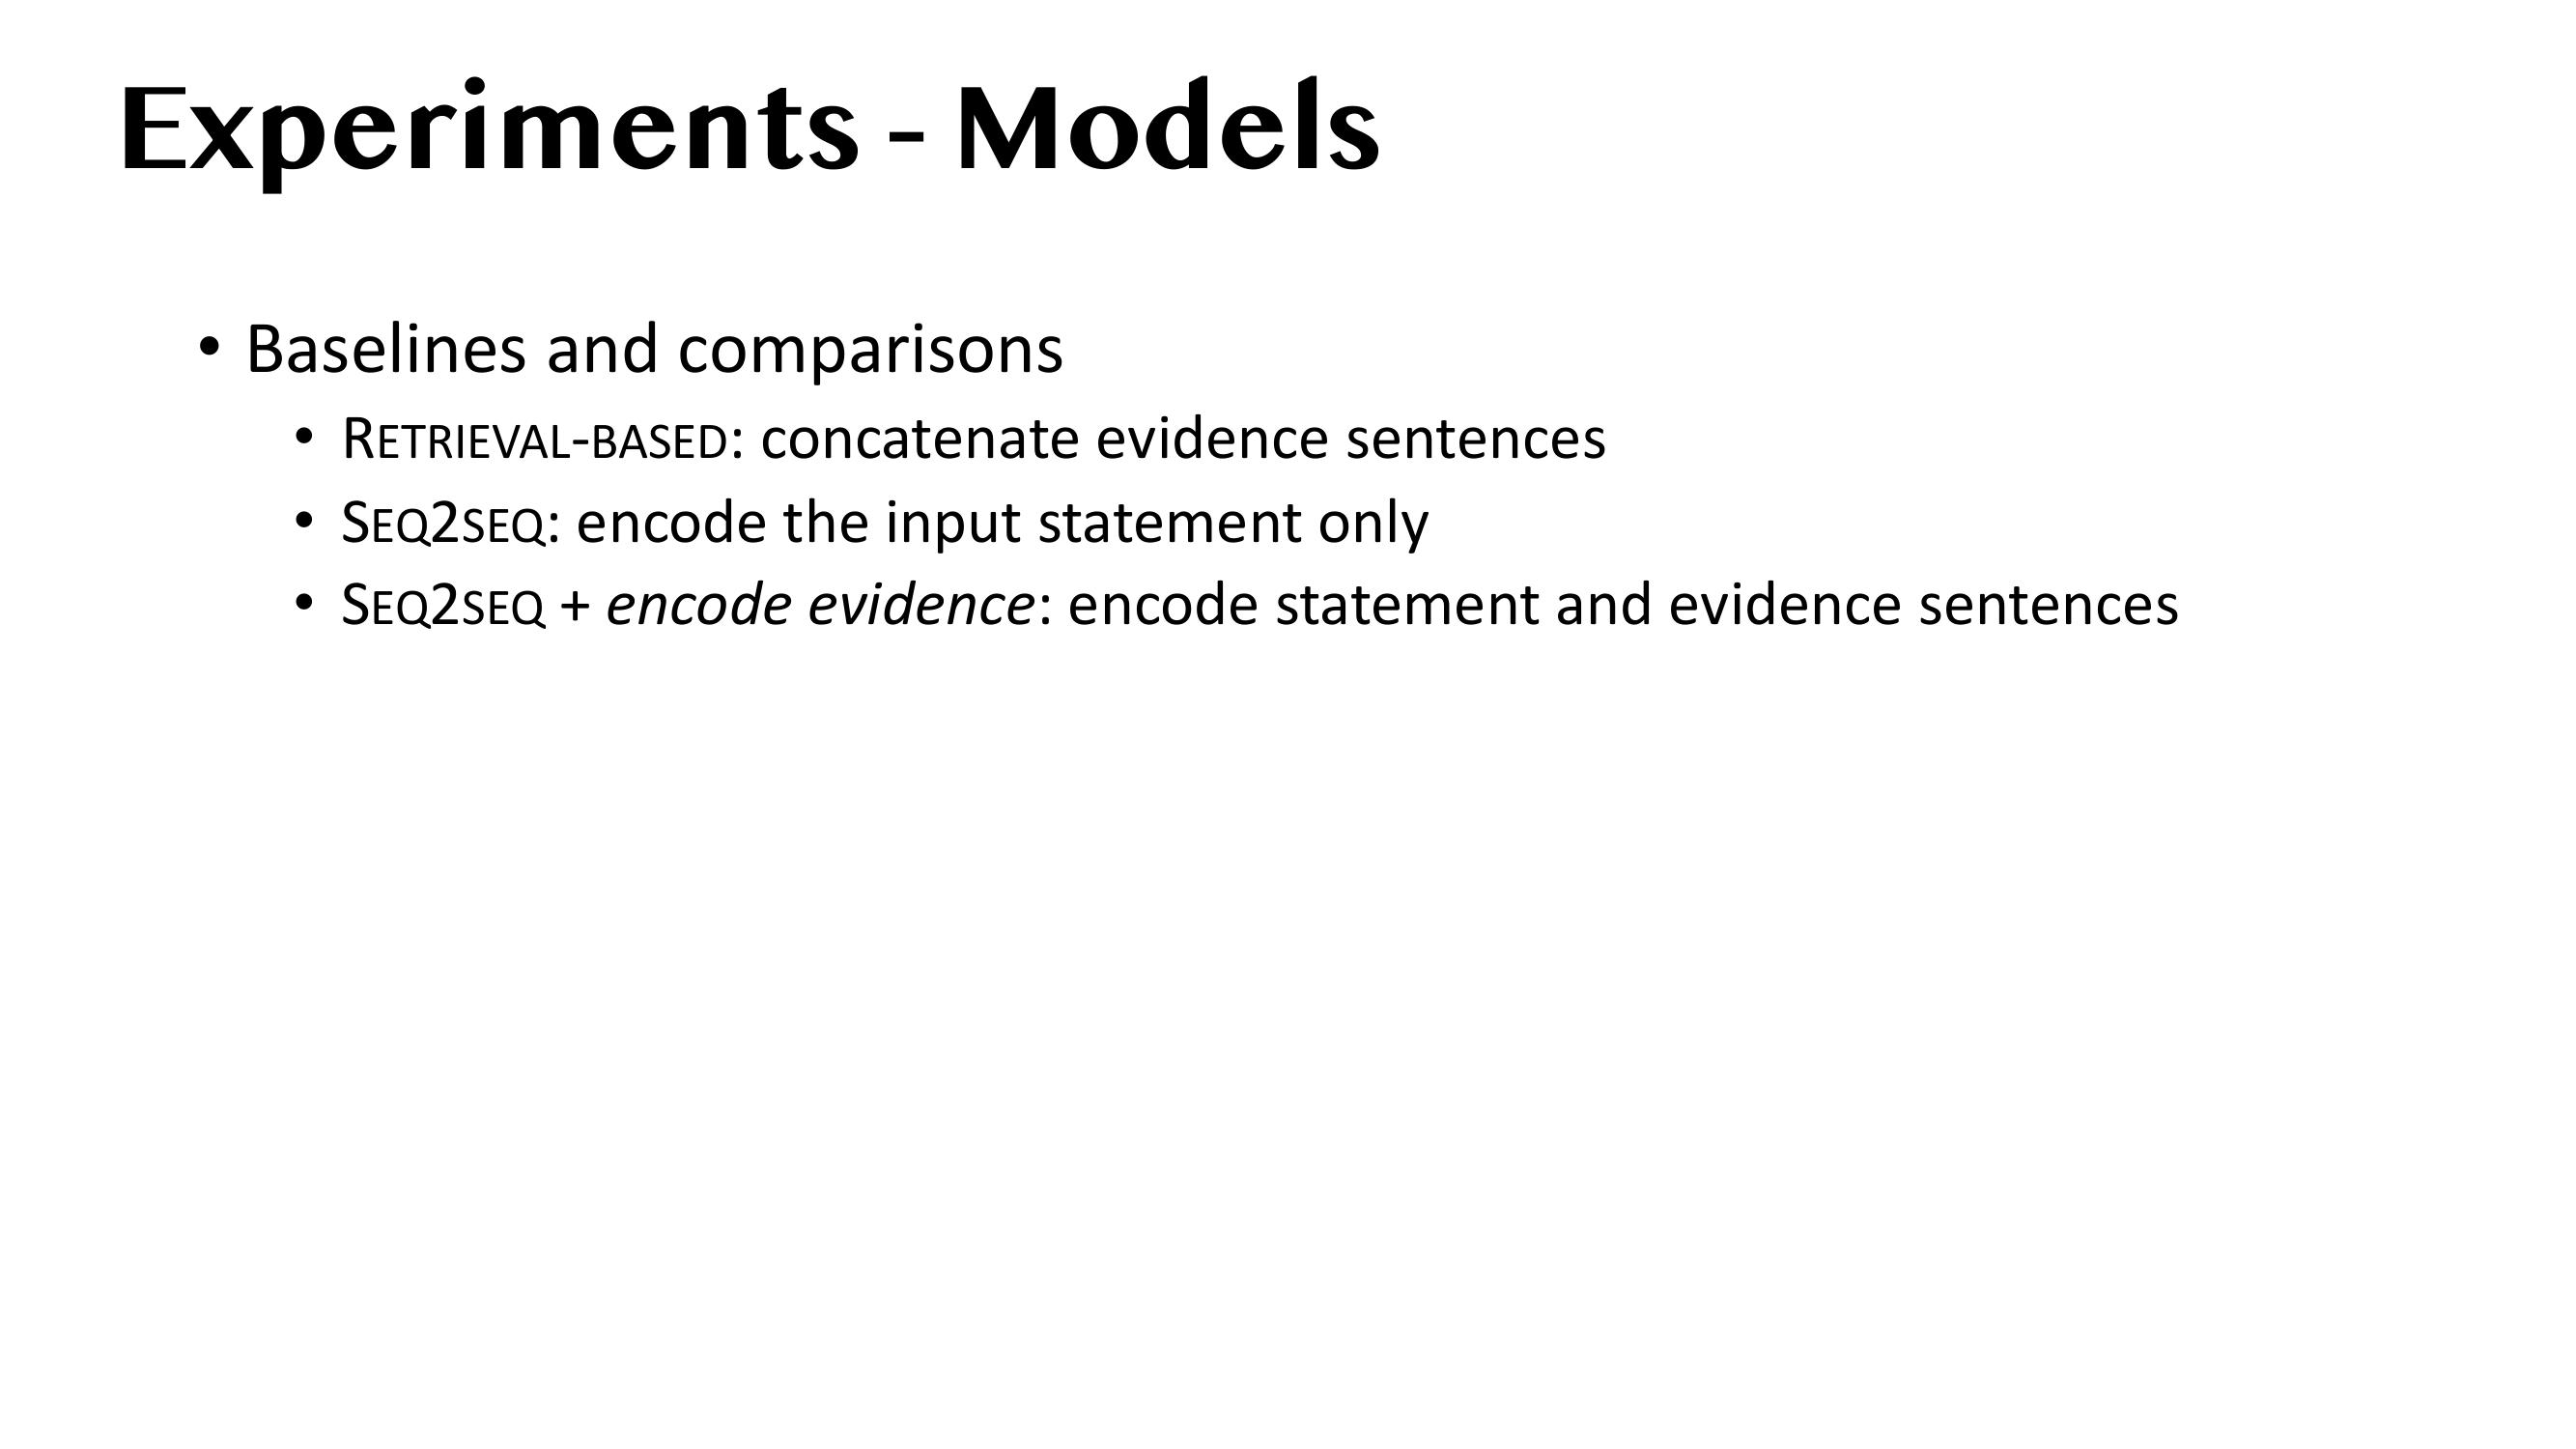 Experiments - Models
• Baselines and comparisons
• RETRIEVAL-BASED: concatenate evidence sentences
• SEQ2SEQ: encode the input statement only
• SEQ2SEQ + encode evidence: encode statement and evidence sentences